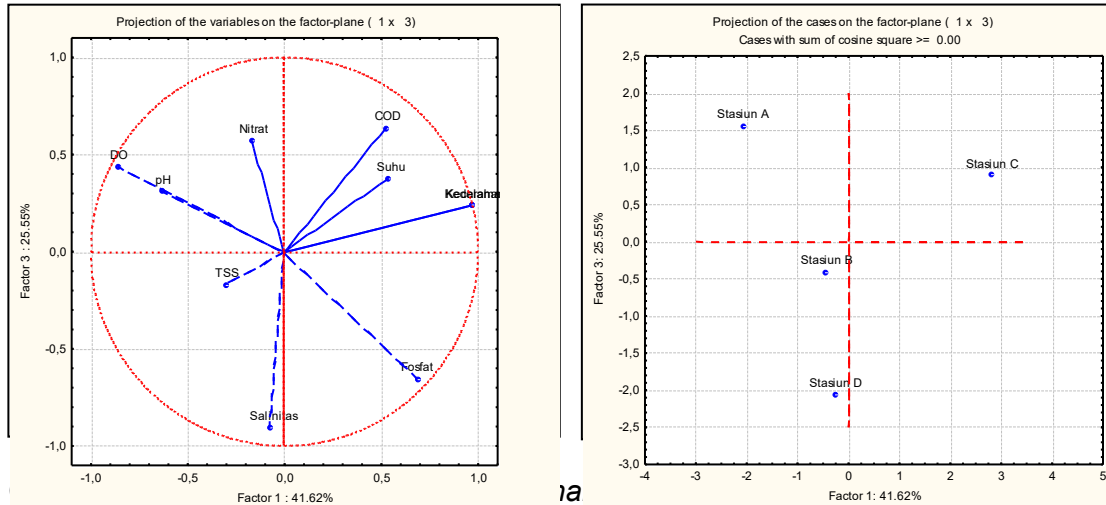 Projection of the variables on the factor-plane ( 1 x 3)
1,0
0,5
0,0
-0,5
-1,0
Factor 3 : 25.55%
COD
Nitrat
DO
pH
Suhu
TSS
Fosfat
Salinitas
-1,0 -0,5 0,0 0,5 1,0
Factor 1 : 41.62%
Projection of the cases on the factor-plane ( 1 x 3)
Cases with sum of cosine square >= 0.00
2,5
2,0
1,5
1,0
0,5
0,0
-0,5
-1,0
-1,5
-2,0
-2,5
-3,0
Factor 3: 25.55%
Stasiun A
Stasiun C
Stasiun B
Stasiun D
-4 -3 -2 -1 0 1 2 3 4 5
Factor 1: 41.62%